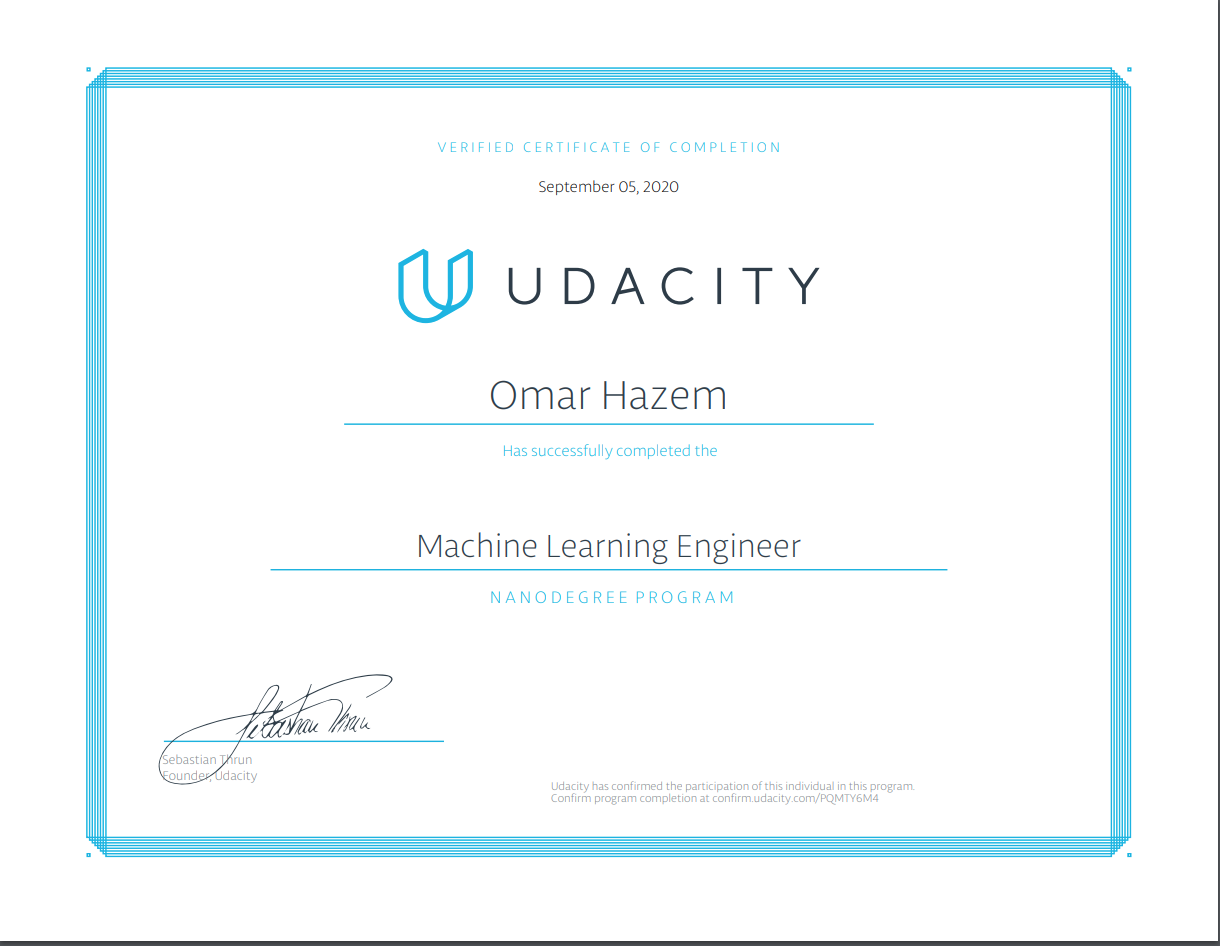 VERIFIED CERTIFICATE OF COMPLETION
September 05, 2020
UDACITY
Omar Hazem
Has successfully completed the
Machine Learning Engineer
NANODEGREE PROGRAM
Sebastian Thrun
Sebastian Thrun
Founder, Udacity
Udacity has confirmed the participation of this individual in this program.
Confirm program completion at confirm.udacity.com/PQMTY6M4